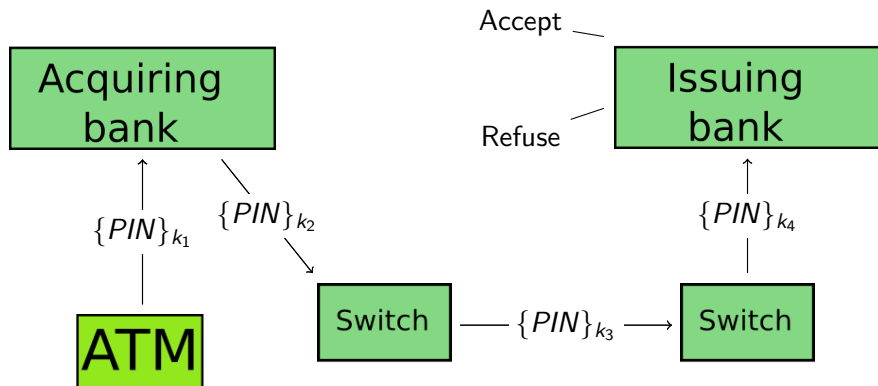 Accept
Acquiring
bank
Issuing
bank
Refuse
{PIN}k₁
{PIN}k₂
{PIN}k₄
Switch
{PIN}k₃
Switch
ATM